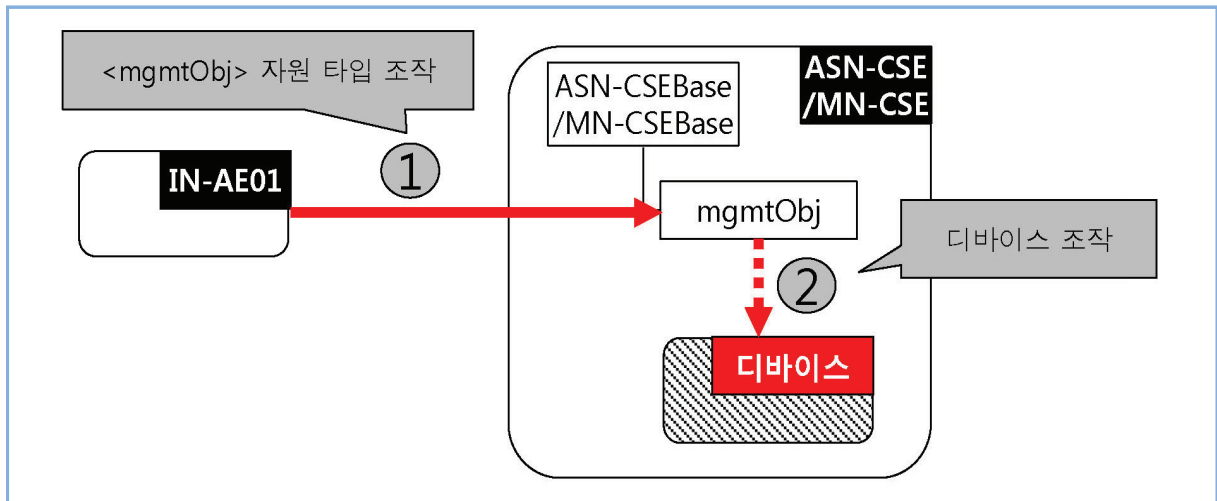 <mgmtObj> 자원 타입 조작
IN-AE01
1
ASN-CSEBase
/MN-CSEBase
ASN-CSE
/MN-CSE
mgmtObj
디바이스 조작
2
디바이스